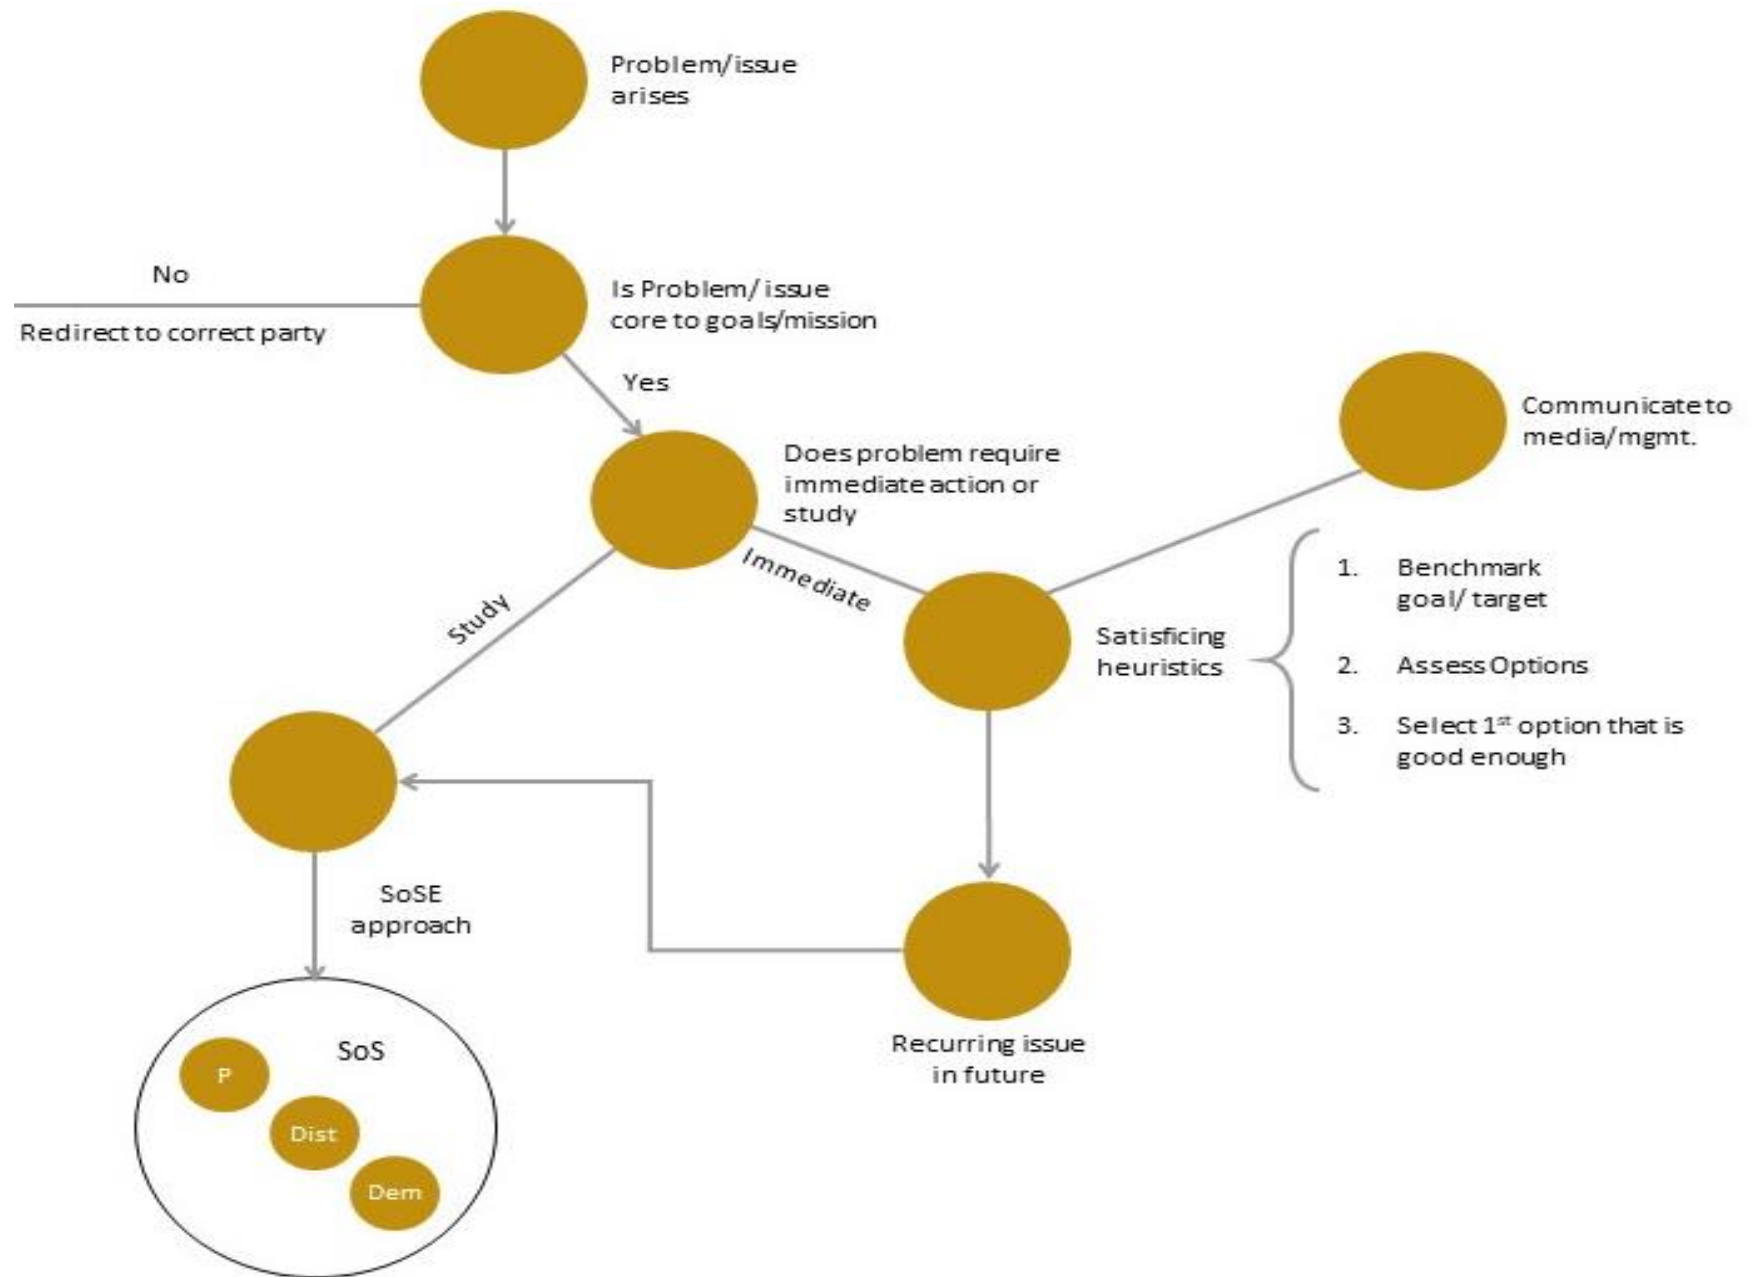 Problem/issue
arises
No
Redirect to correct party
Is Problem/ issue
core to goals/mission
Yes
Communicate to
media/mgmt.
Does problem require
immediate action or
study
Immediate
Study
Satisficing
heuristics
1. Benchmark
goal/ target
2. Assess Options
3. Select 1st option that is
good enough
SoSE
approach
SoS
P
Dist
Dem
Recurring issue
in future